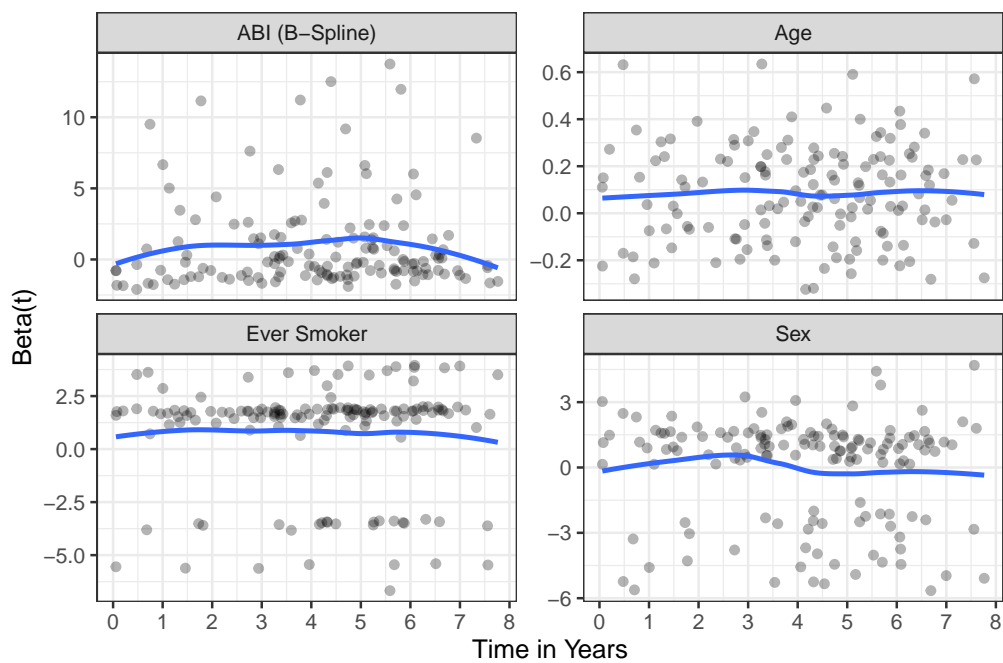 ABI (B−Spline)
Age
10
5
0
0.6
0.4
0.2
0.0
−0.2
Ever Smoker
Sex
2.5
0.0
−2.5
−5.0
3
0
−3
−6
0 1 2 3 4 5 6 7 8
0 1 2 3 4 5 6 7 8
Time in Years
Beta(t)